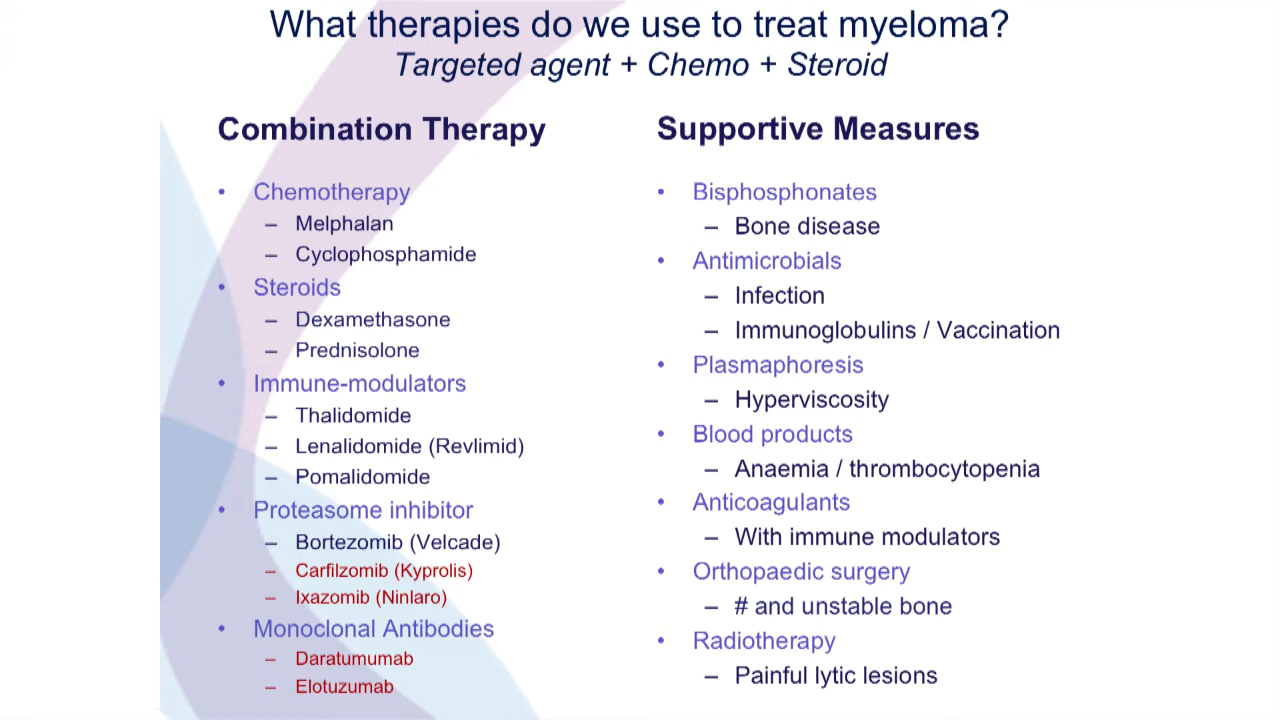 What therapies do we use to treat myeloma?
Targeted agent + Chemo + Steroid
Combination Therapy
• Chemotherapy
– Melphalan
– Cyclophosphamide
• Steroids
– Dexamethasone
– Prednisolone
• Immune-modulators
– Thalidomide
– Lenalidomide (Revlimid)
– Pomalidomide
• Proteasome inhibitor
– Bortezomib (Velcade)
– Carfilzomib (Kyprolis)
– Ixazomib (Ninlaro)
• Monoclonal Antibodies
– Daratumumab
– Elotuzumab
Supportive Measures
• Bisphosphonates
– Bone disease
• Antimicrobials
– Infection
– Immunoglobulins / Vaccination
• Plasmaphoresis
– Hyperviscosity
• Blood products
– Anaemia / thrombocytopenia
• Anticoagulants
– With immune modulators
• Orthopaedic surgery
– # and unstable bone
• Radiotherapy
– Painful lytic lesions